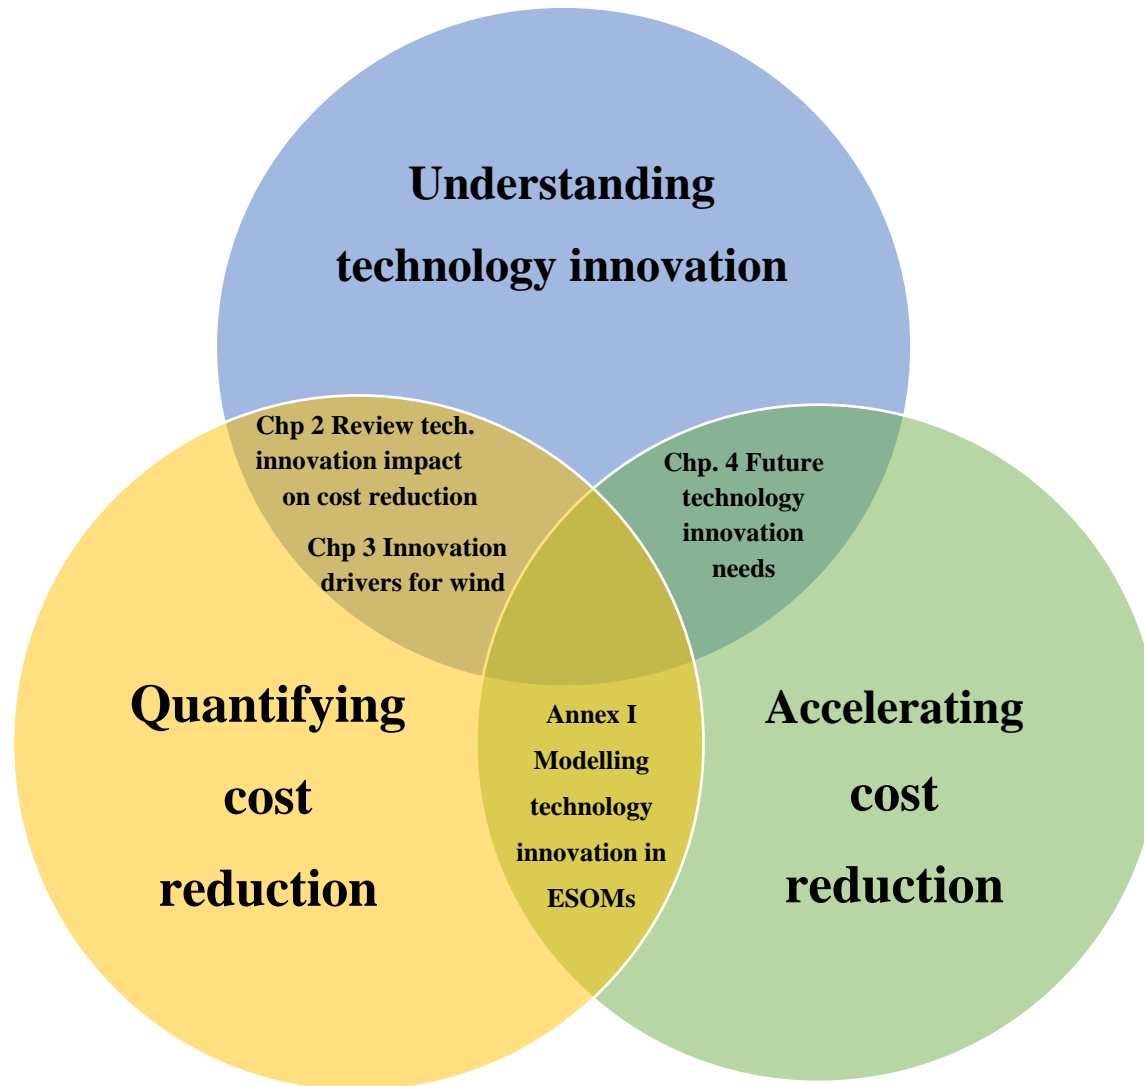 Understanding
technology innovation
Chp 2 Review tech.
innovation impact
on cost reduction
Chp 3 Innovation
drivers for wind
Chp. 4 Future
technology
innovation
needs
Quantifying
cost
reduction
Annex I
Modelling
technology
innovation in
ESOMs
Accelerating
cost
reduction